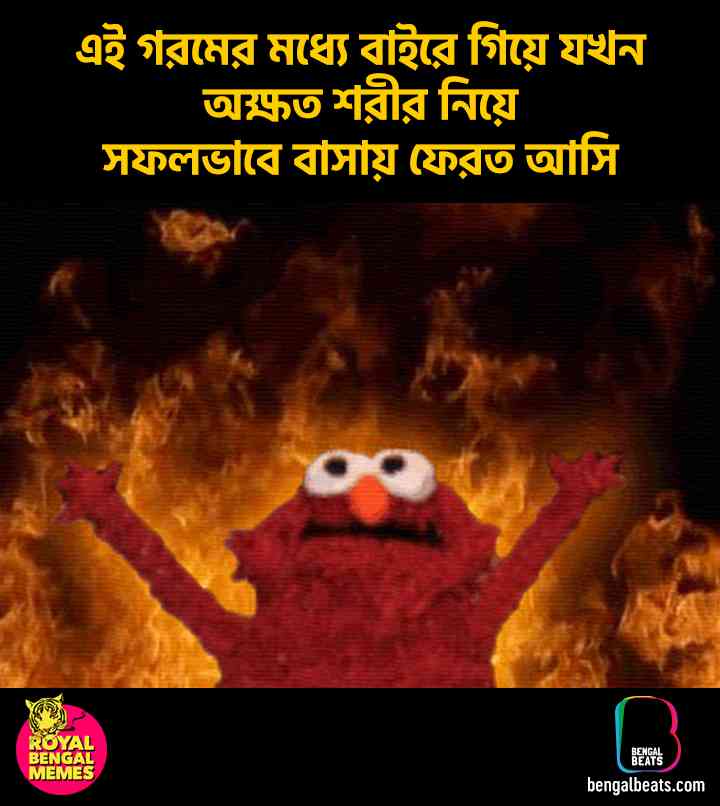 এই গরমের মধ্যে বাইরে গিয়ে যখন
অক্ষত শরীর নিয়ে
সফলভাবে বাসায় ফেরত আসি
ROYAL
BENGAL
MEMES
BENGAL
BEATS
bengalbeats.com